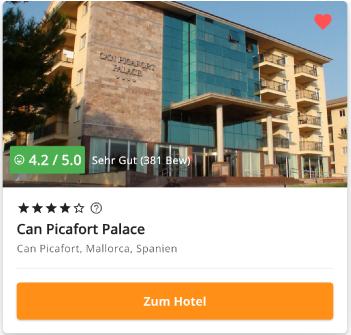 CAN PICAFORT
PALACE
4.2 / 5.0 Sehr Gut (381 Bew)
Can Picafort Palace
Can Picafort, Mallorca, Spanien
Zum Hotel